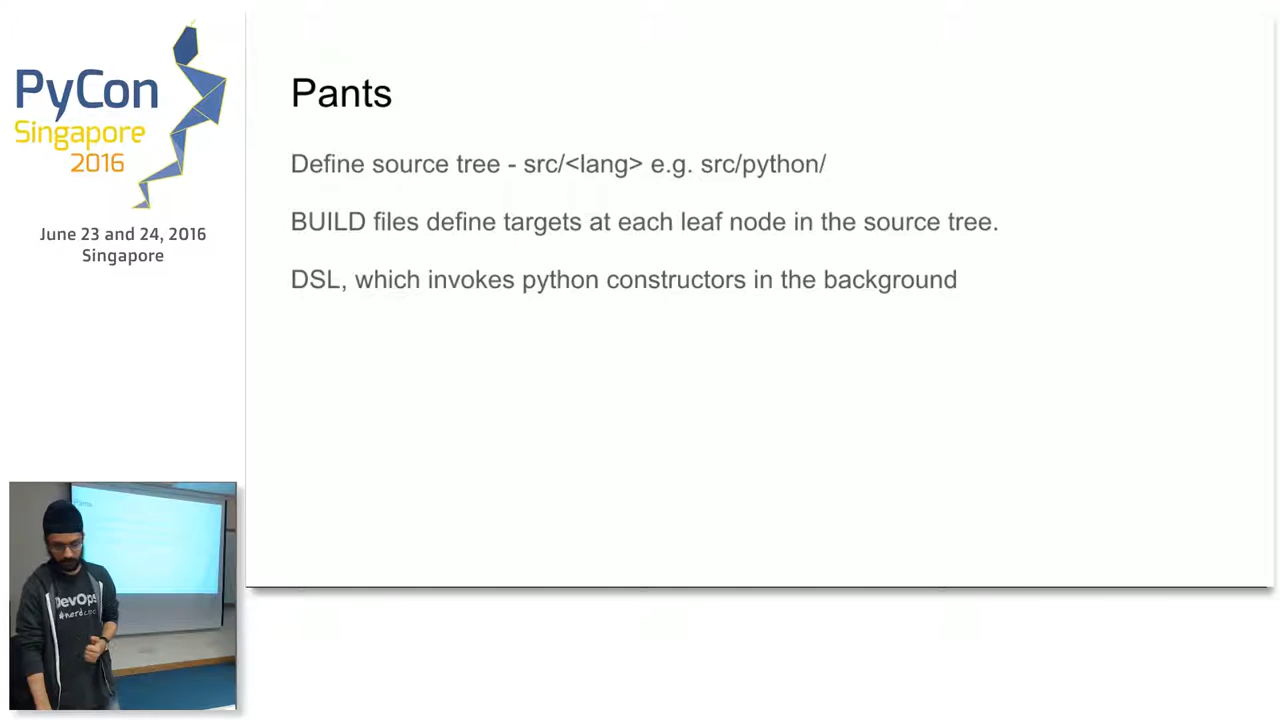 PyCon
Singapore
2016
June 23 and 24, 2016
Singapore
Pants
Define source tree - src/<lang> e.g. src/python/
BUILD files define targets at each leaf node in the source tree.
DSL, which invokes python constructors in the background
DevOps